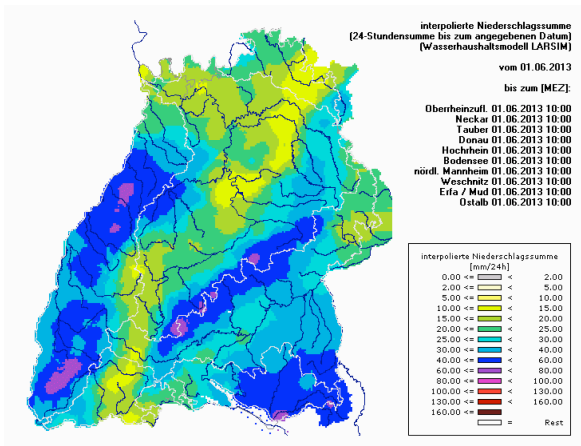 interpolierte Niederschlagssumme
(24-Stundensumme bis zum angegebenen Datum)
(Wasserhaushaltsmodell LARSIM)
vom 01.06.2013
bis zum [MEZ]:
Oberrheinzufl. 01.06.2013 10:00
Neckar 01.06.2013 10:00
Tauber 01.06.2013 10:00
Donau 01.06.2013 10:00
Hochrhein 01.06.2013 10:00
Bodensee 01.06.2013 10:00
nördl. Mannheim 01.06.2013 10:00
Weschnitz 01.06.2013 10:00
Erfa / Mud 01.06.2013 10:00
Ostalb 01.06.2013 10:00
interpolierte Niederschlagssumme
[mm/24h]
0.00 <= < 2.00
2.00 <= < 5.00
5.00 <= < 10.00
10.00 <= < 15.00
15.00 <= < 20.00
20.00 <= < 25.00
25.00 <= < 30.00
30.00 <= < 40.00
40.00 <= < 60.00
60.00 <= < 80.00
80.00 <= < 100.00
100.00 <= < 130.00
130.00 <= < 160.00
160.00 <=
= Rest